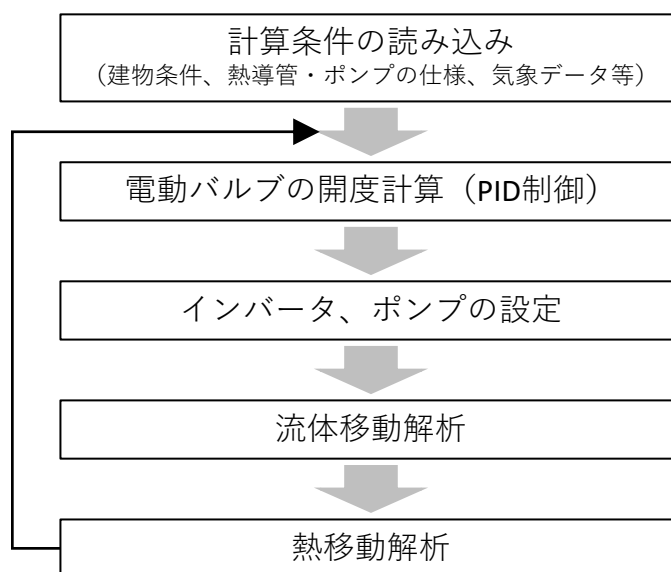 計算条件の読み込み
（建物条件、熱導管・ポンプの仕様、気象データ等）
電動バルブの開度計算（PID制御）
インバータ、ポンプの設定
流体移動解析
熱移動解析